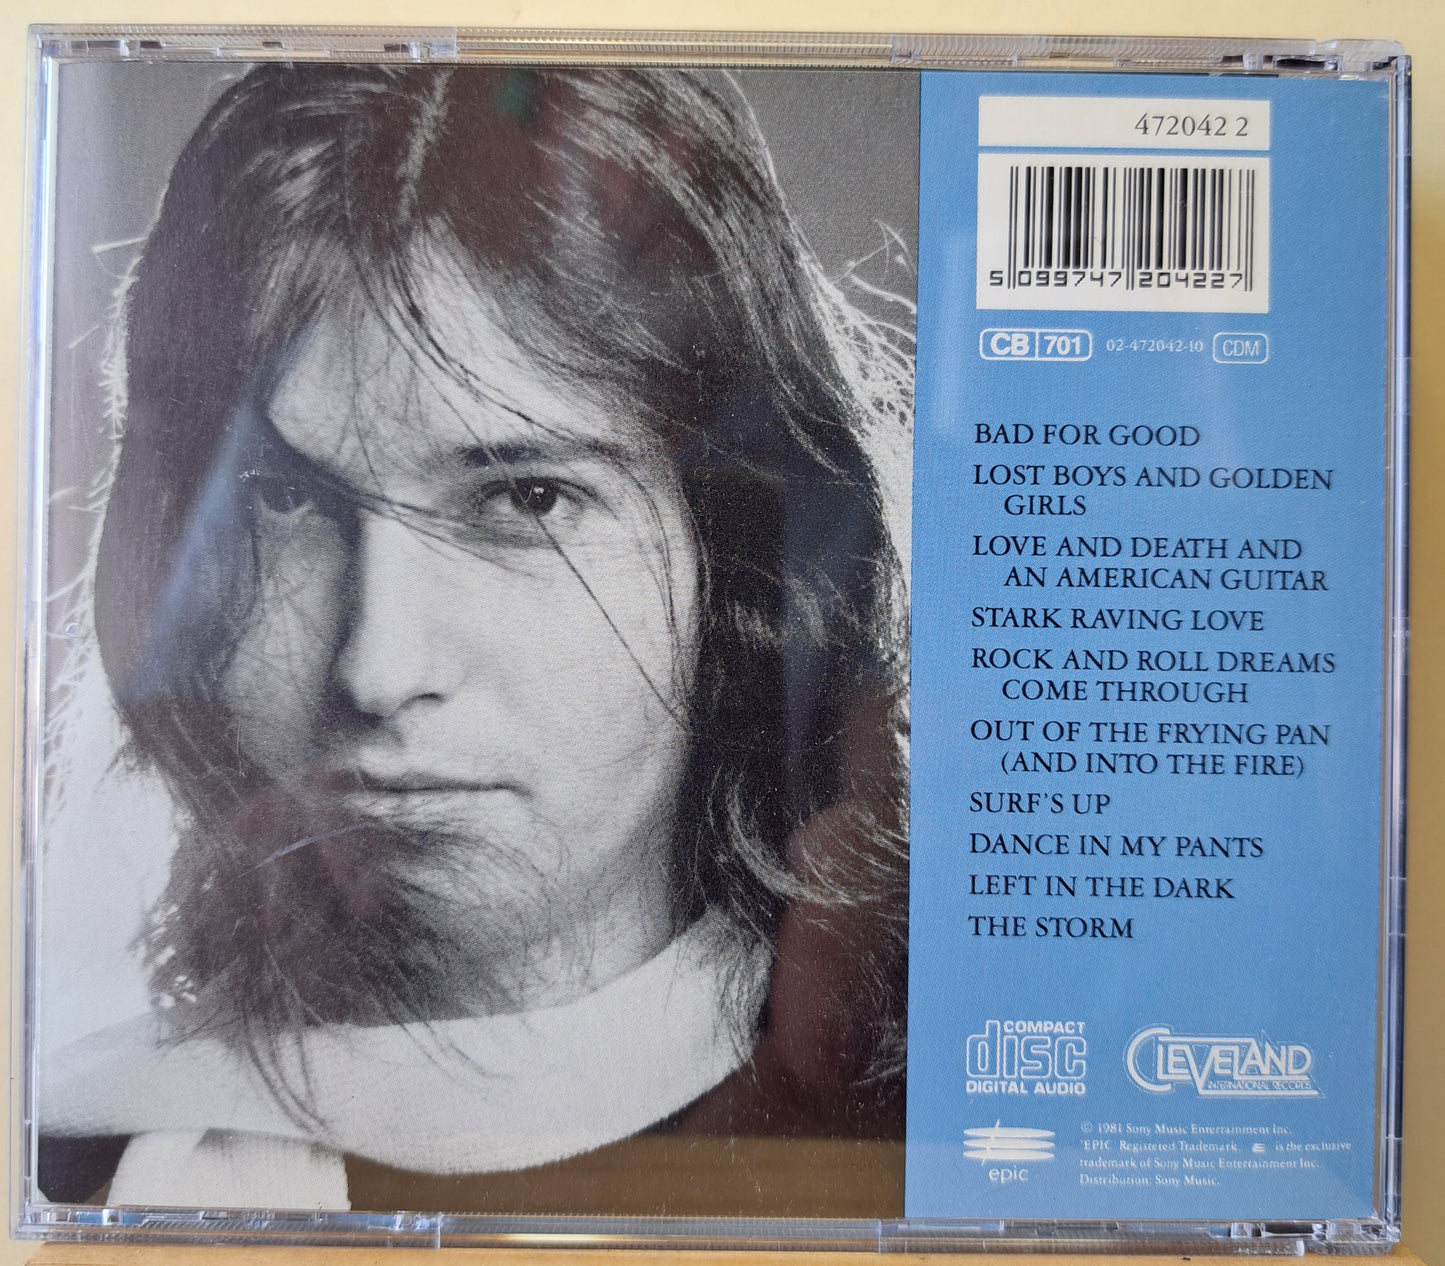 472042 2
5 099747 204227
CB 701 02-472042-10 CDM
BAD FOR GOOD
LOST BOYS AND GOLDEN
GIRLS
LOVE AND DEATH AND
AN AMERICAN GUITAR
STARK RAVING LOVE
ROCK AND ROLL DREAMS
COME THROUGH
OUT OF THE FRYING PAN
(AND INTO THE FIRE)
SURF'S UP
DANCE IN MY PANTS
LEFT IN THE DARK
THE STORM
COMPACT
disc
DIGITAL AUDIO
CLEVELAND
INTERNATIONAL RECORDS
epic
© 1981 Sony Music Entertainment Inc.
'EPIC' Registered Trademark. E is the exclusive
trademark of Sony Music Entertainment Inc.
Distribution: Sony Music.